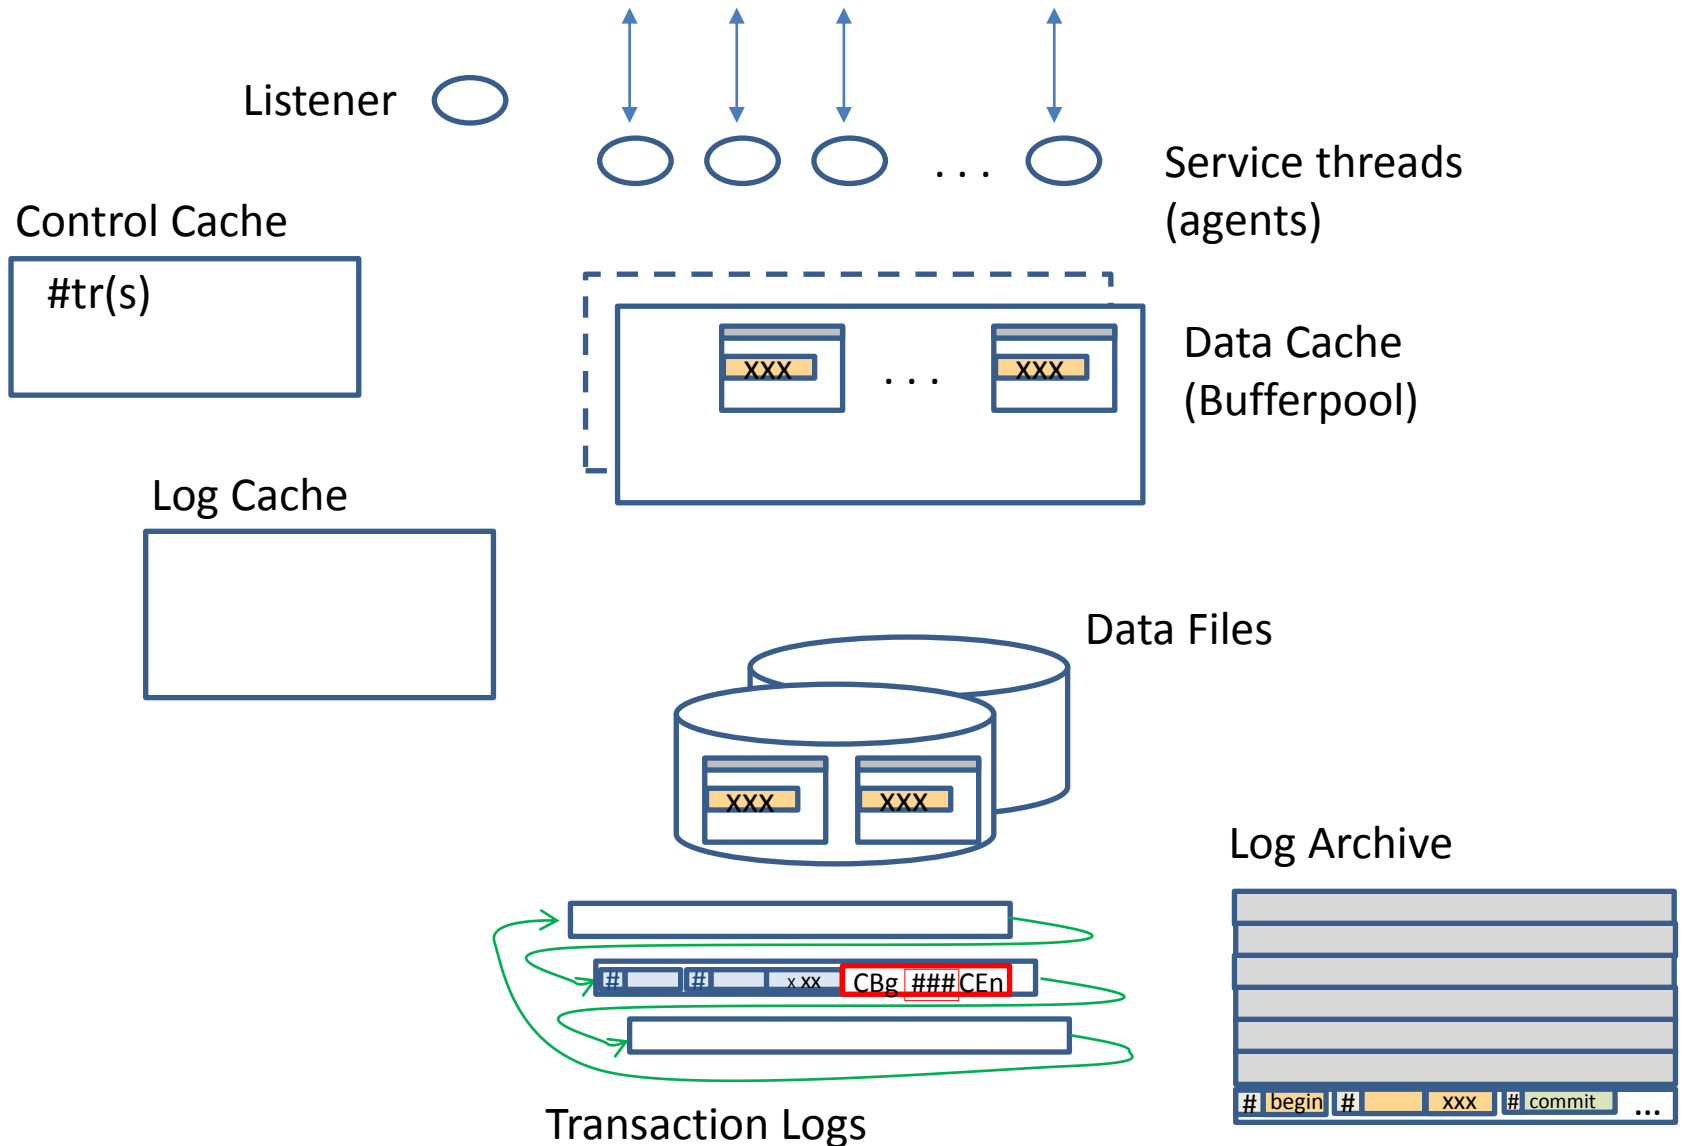 Listener
. . .
Service threads
(agents)
Control Cache
#tr(s)
xxx
. . .
xxx
Data Cache
(Bufferpool)
Log Cache
Data Files
xxx
xxx
Log Archive
# # x xx CBg ### CEn
# begin # xxx # commit ...
Transaction Logs